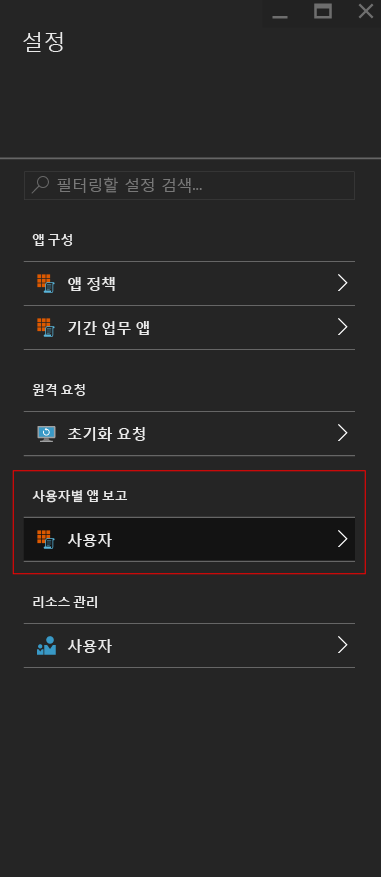 설정
필터링할 설정 검색...
앱 구성
앱 정책
기간 업무 앱
원격 요청
초기화 요청
사용자별 앱 보고
사용자
리소스 관리
사용자